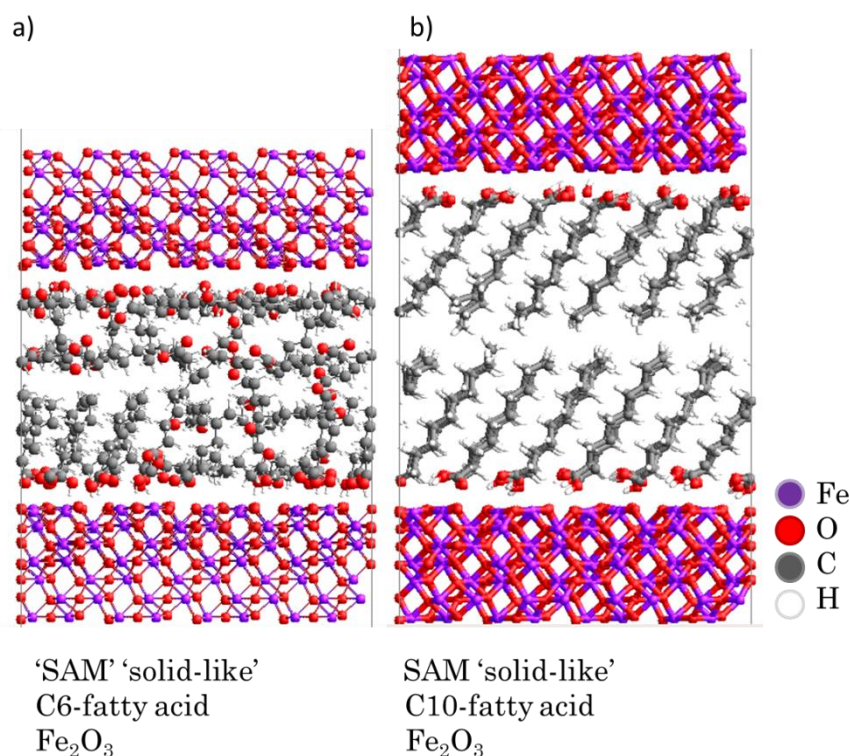 a)
b)
Fe
O
C
H
‘SAM’ ‘solid-like’
C6-fatty acid
Fe₂O₃
SAM ‘solid-like’
C10-fatty acid
Fe₂O₃